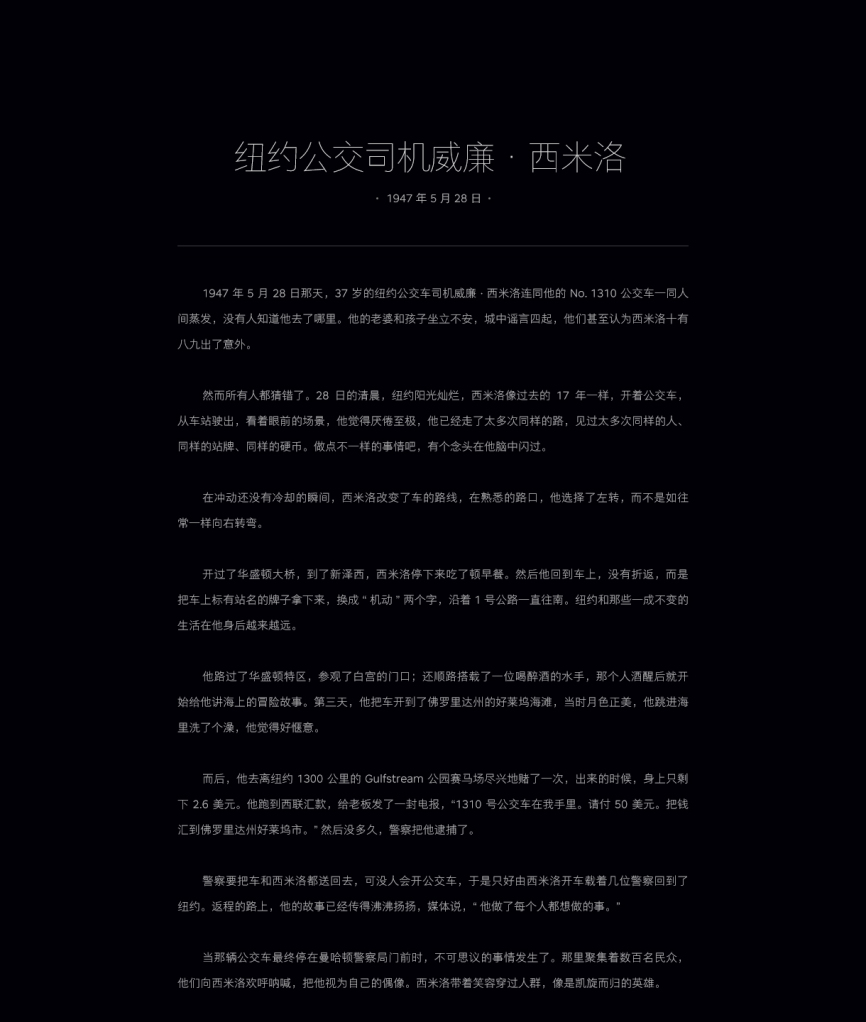 纽约公交司机威廉·西米洛
· 1947 年 5 月 28 日 ·
1947 年 5 月 28 日那天，37 岁的纽约公交车司机威廉·西米洛连同他的 No. 1310 公交车一同人
间蒸发，没有人知道他去了哪里。他的老婆和孩子坐立不安，城中谣言四起，他们甚至认为西米洛十有
八九出了意外。
然而所有人都猜错了。28 日的清晨，纽约阳光灿烂，西米洛像过去的 17 年一样，开着公交车，
从车站驶出，看着眼前的场景，他觉得厌倦至极，他已经走了太多次同样的路，见过太多次同样的人、
同样的站牌、同样的硬币。做点不一样的事情吧，有个念头在他脑中闪过。
在冲动还没有冷却的瞬间，西米洛改变了车的路线，在熟悉的路口，他选择了左转，而不是如往
常一样向右转弯。
开过了华盛顿大桥，到了新泽西，西米洛停下来吃了顿早餐。然后他回到车上，没有折返，而是
把车上标有站名的牌子拿下来，换成“机动”两个字，沿着 1 号公路一直往南。纽约和那些一成不变的
生活在他身后越来越远。
他路过了华盛顿特区，参观了白宫的门口；还顺路搭载了一位喝醉酒的水手，那个人酒醒后就开
始给他讲海上的冒险故事。第三天，他把车开到了佛罗里达州的好莱坞海滩，当时月色正美，他跳进海
里洗了个澡，他觉得好惬意。
而后，他去离纽约 1300 公里的 Gulfstream 公园赛马场尽兴地赌了一次，出来的时候，身上只剩
下 2.6 美元。他跑到西联汇款，给老板发了一封电报，“1310 号公交车在我手里。请付 50 美元。把钱
汇到佛罗里达州好莱坞市。”然后没多久，警察把他逮捕了。
警察要把车和西米洛都送回去，可没人会开公交车，于是只好由西米洛开车载着几位警察回到了
纽约。返程的路上，他的故事已经传得沸沸扬扬，媒体说，“他做了每个人都想做的事。”
当那辆公交车最终停在曼哈顿警察局门前时，不可思议的事情发生了。那里聚集着数百名民众，
他们向西米洛欢呼呐喊，把他视为自己的偶像。西米洛带着笑容穿过人群，像是凯旋而归的英雄。